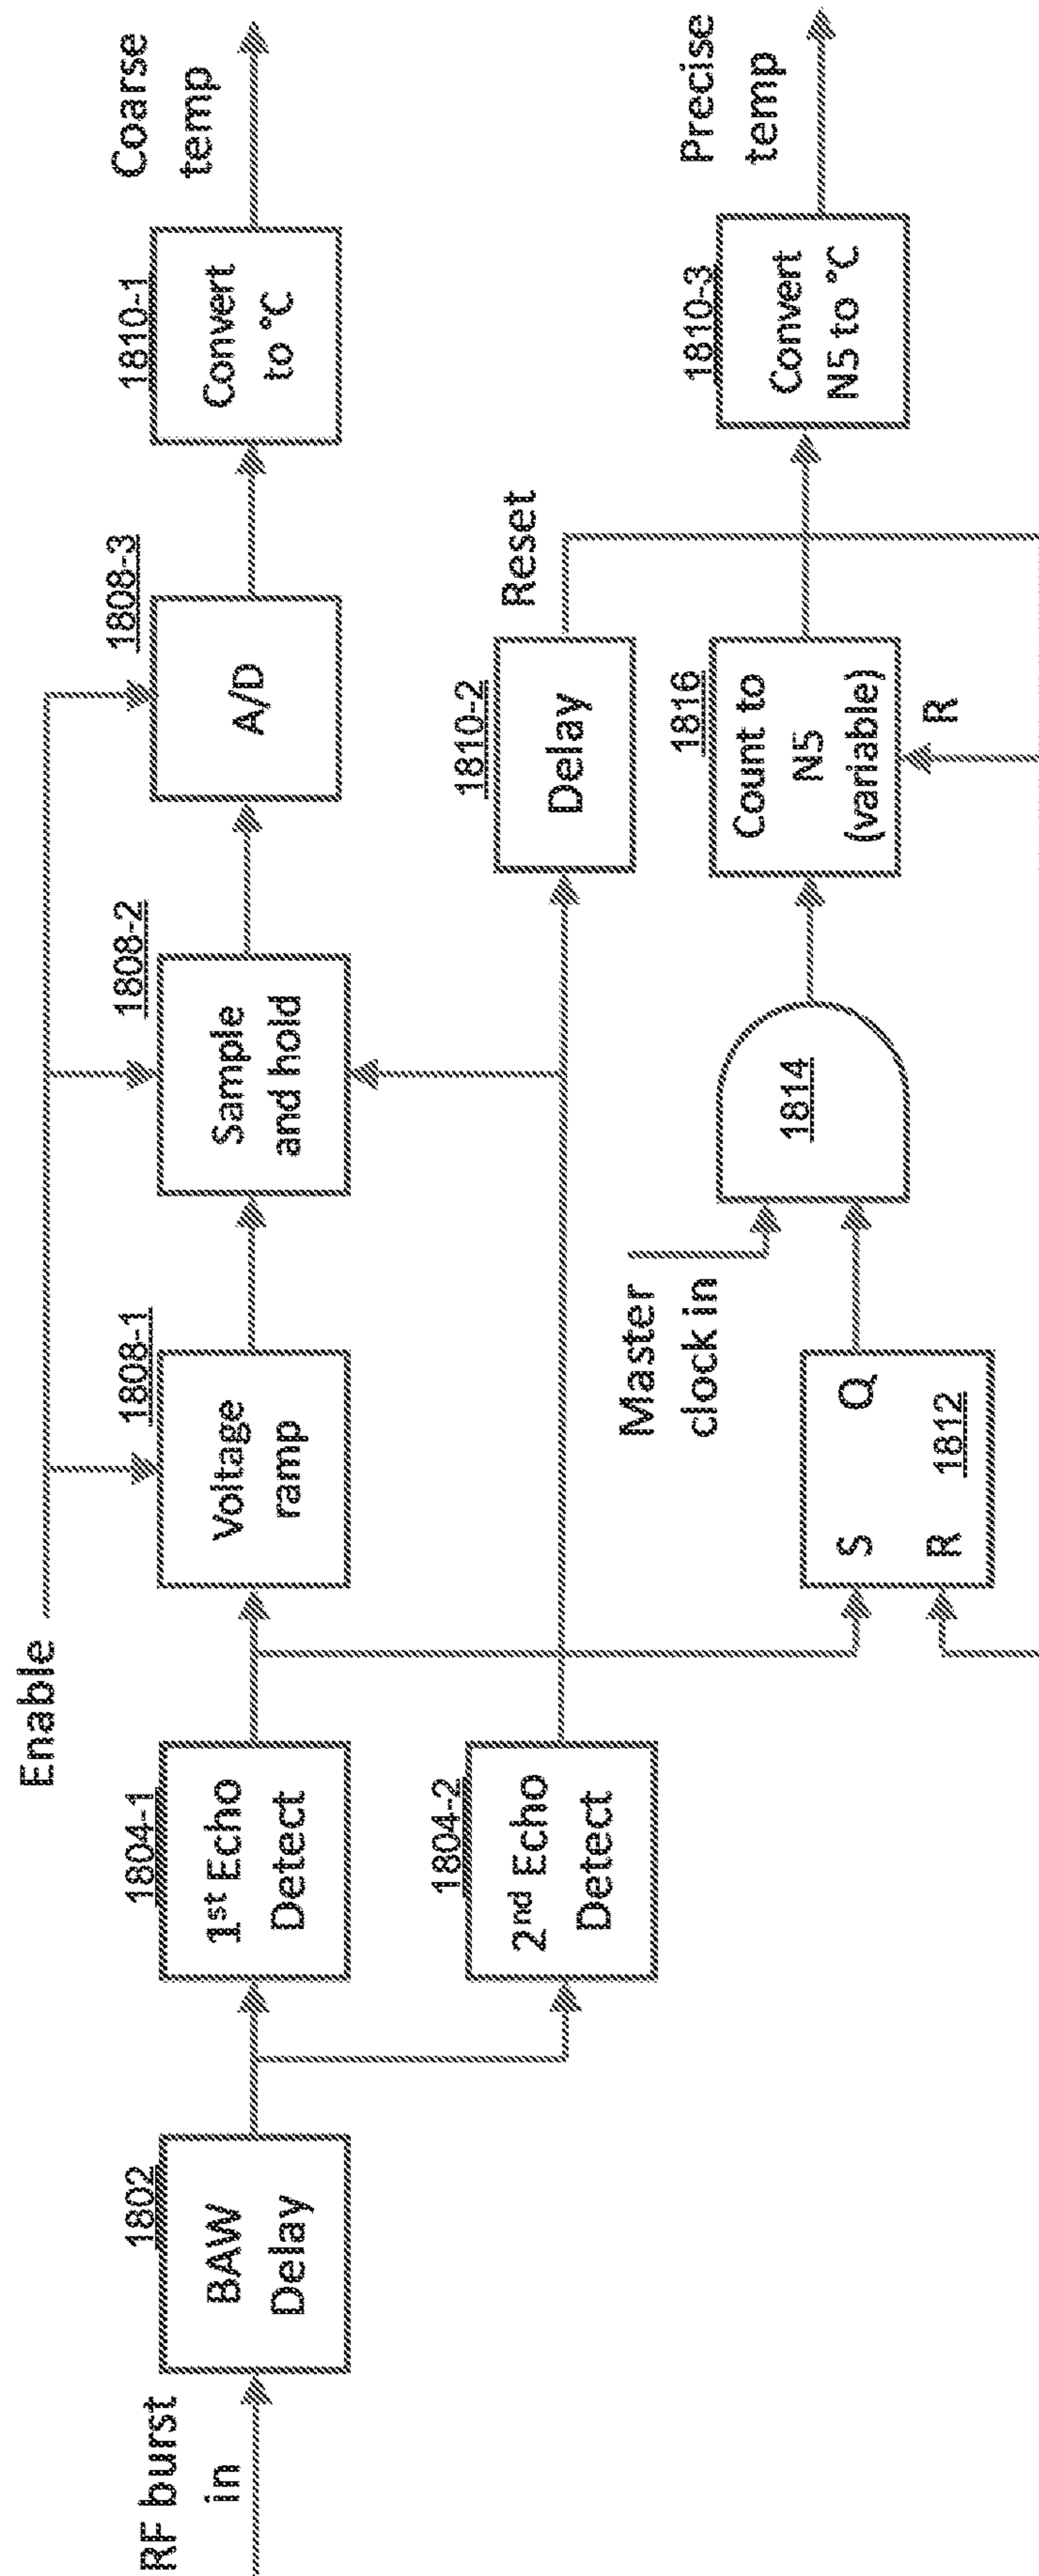 Enable
1808-1
1808-2
1808-3
1810-1
Coarse
temp
RF burst
in
1802
BAW
Delay
1804-1
1st Echo
Detect
Voltage
ramp
Sample
and hold
A/D
Convert
to °C
1804-2
2nd Echo
Detect
1810-2
Delay
Reset
Master
clock in
1814
1816
Count to
N5
(variable)
R
1810-3
Convert
N5 to °C
Precise
temp
S
Q
R
1812